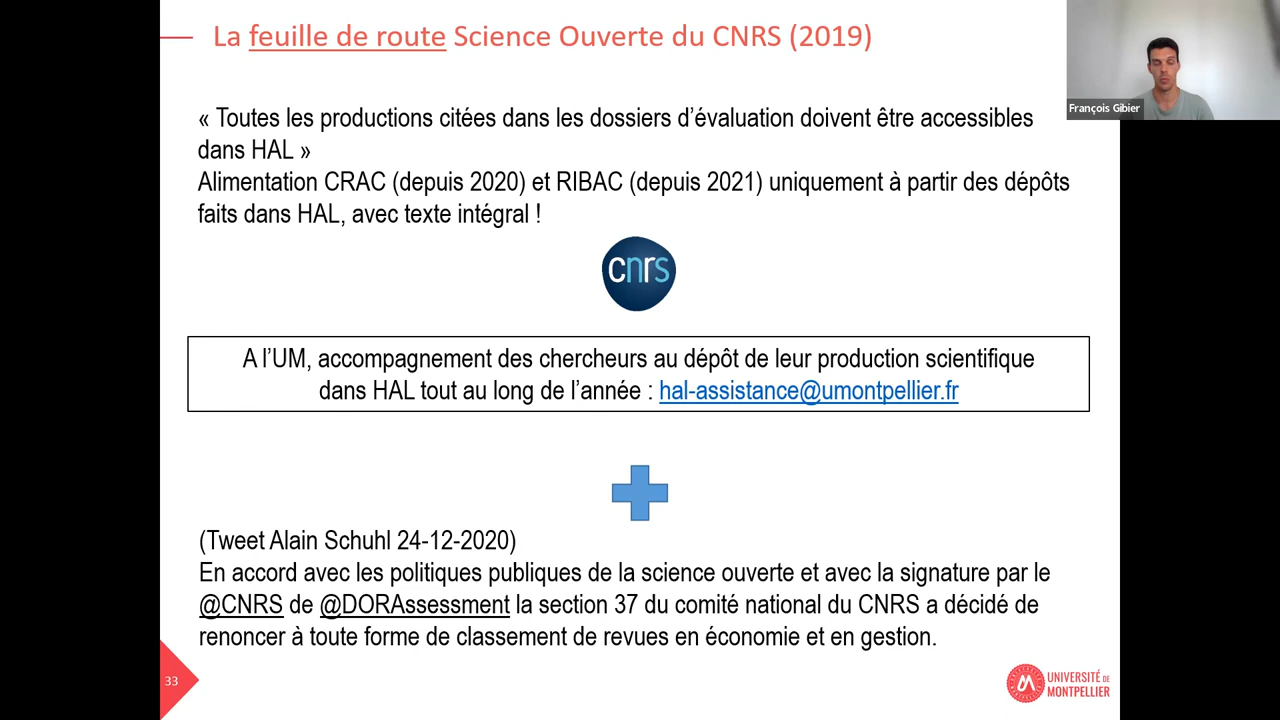 La feuille de route Science Ouverte du CNRS (2019)
François Gibier
« Toutes les productions citées dans les dossiers d’évaluation doivent être accessibles
dans HAL »
Alimentation CRAC (depuis 2020) et RIBAC (depuis 2021) uniquement à partir des dépôts
faits dans HAL, avec texte intégral !
cnrs
A l’UM, accompagnement des chercheurs au dépôt de leur production scientifique
dans HAL tout au long de l’année : hal-assistance@umontpellier.fr
(Tweet Alain Schuhl 24-12-2020)
En accord avec les politiques publiques de la science ouverte et avec la signature par le
@CNRS de @DORAssessment la section 37 du comité national du CNRS a décidé de
renoncer à toute forme de classement de revues en économie et en gestion.
33
UNIVERSITÉ DE
MONTPELLIER